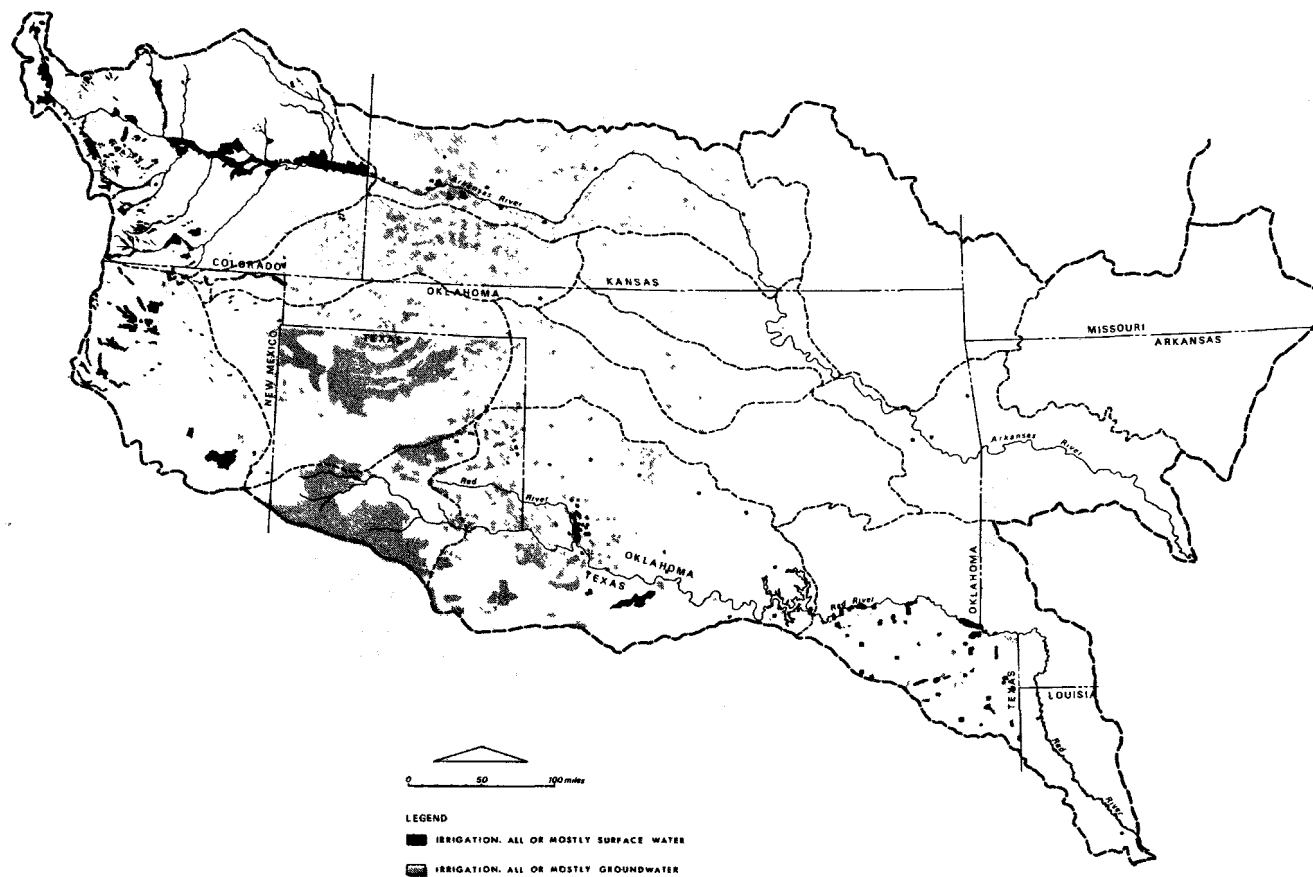 Arkansas River
COLORADO
KANSAS
OKLAHOMA
MISSOURI
ARKANSAS
TEXAS
NEW MEXICO
Arkansas River
Red River
OKLAHOMA
TEXAS
OKLAHOMA
Red River
TEXAS
LOUISIA
Red River
0 50 100 miles
LEGEND
IRRIGATION. ALL OR MOSTLY SURFACE WATER
IRRIGATION. ALL OR MOSTLY GROUNDWATER